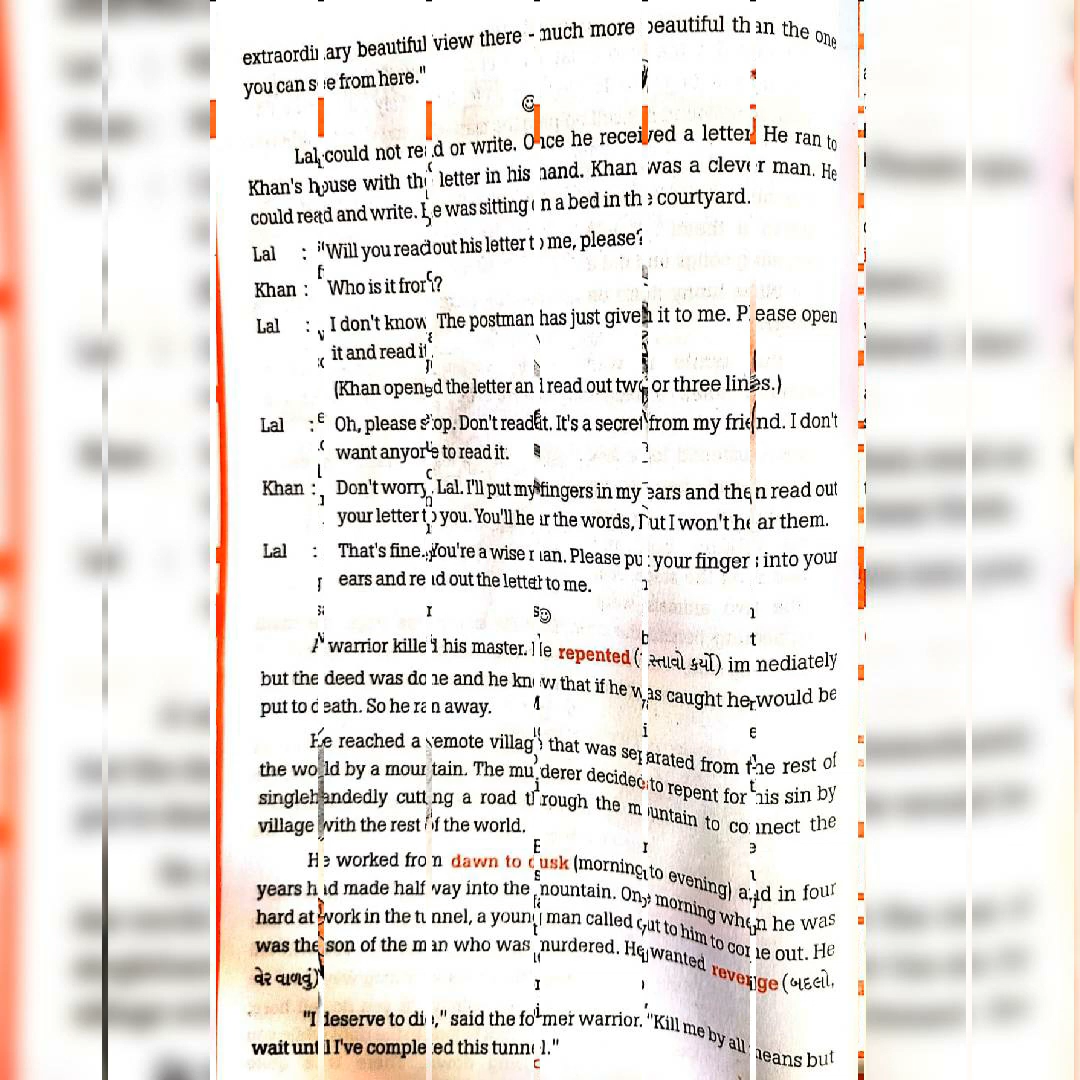 extraordinary beautiful view there - much more beautiful than the one
you can see from here."
Lal could not read or write. Once he received a letter. He ran to
Khan's house with the letter in his hand. Khan was a clever man. He
could read and write. He was sitting on a bed in the courtyard.
Lal : "Will you read out his letter to me, please?
Khan : Who is it from?
Lal : I don't know. The postman has just given it to me. Please open
it and read it.
(Khan opened the letter and read out two or three lines.)
Lal : Oh, please stop. Don't read it. It's a secret from my friend. I don't
want anyone to read it.
Khan : Don't worry, Lal. I'll put my fingers in my ears and then read out
your letter to you. You'll hear the words, but I won't hear them.
Lal : That's fine. You're a wise man. Please put your fingers into your
ears and read out the letter to me.
A warrior killed his master. He repented (પસ્તાવો કર્યો) immediately
but the deed was done and he knew that if he was caught he would be
put to death. So he ran away.
He reached a remote village that was separated from the rest of
the world by a mountain. The murderer decided to repent for his sin by
singlehandedly cutting a road through the mountain to connect the
village with the rest of the world.
He worked from dawn to dusk (morning to evening) and in four
years had made half way into the mountain. One morning when he was
hard at work in the tunnel, a young man called out to him to come out. He
was the son of the man who was murdered. He wanted revenge (બદલો,
વેર વાળવું)
"I deserve to die," said the former warrior. "Kill me by all means but
wait until I've completed this tunnel."